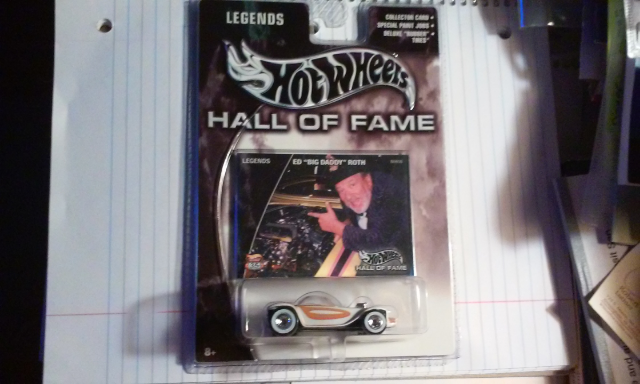 LEGENDS
COLLECTOR CARD •
SPECIAL PAINT JOBS •
DELUXE "RUBBER" TIRES •
Hot Wheels
HALL OF FAME
LEGENDS
ED "BIG DADDY" ROTH
Hot Wheels
HALL OF FAME
8+